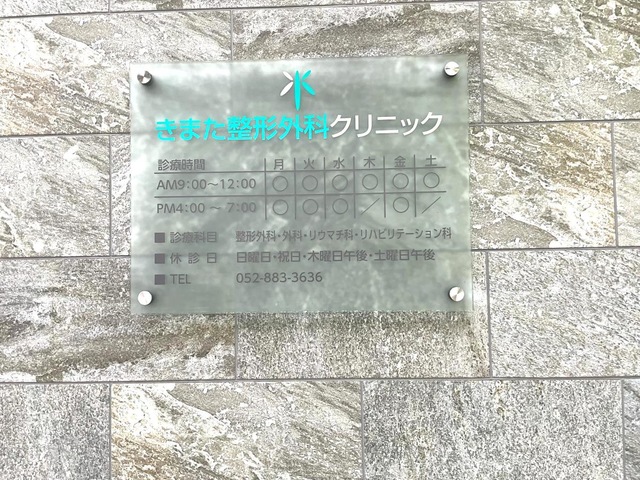 きまた整形外科クリニック
診療時間 月 火 水 木 金 土
AM9:00〜12:00 ○ ○ ○ ○ ○ ○
PM4:00 〜 7:00 ○ ○ ○ ／ ○ ／
■ 診療科目 整形外科・外科・リウマチ科・リハビリテーション科
■ 休診日 日曜日・祝日・木曜日午後・土曜日午後
■ TEL 052-883-3636